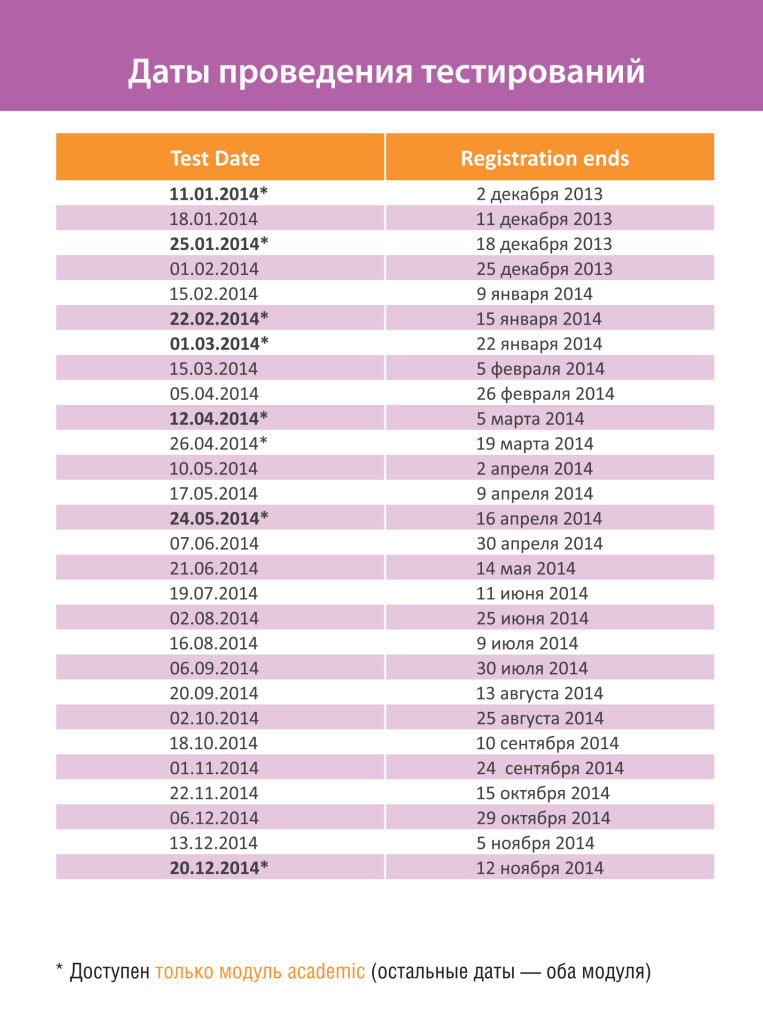 Даты проведения тестирований
Test Date Registration ends
11.01.2014* 2 декабря 2013
18.01.2014 11 декабря 2013
25.01.2014* 18 декабря 2013
01.02.2014 25 декабря 2013
15.02.2014 9 января 2014
22.02.2014* 15 января 2014
01.03.2014* 22 января 2014
15.03.2014 5 февраля 2014
05.04.2014 26 февраля 2014
12.04.2014* 5 марта 2014
26.04.2014* 19 марта 2014
10.05.2014 2 апреля 2014
17.05.2014 9 апреля 2014
24.05.2014* 16 апреля 2014
07.06.2014 30 апреля 2014
21.06.2014 14 мая 2014
19.07.2014 11 июня 2014
02.08.2014 25 июня 2014
16.08.2014 9 июля 2014
06.09.2014 30 июля 2014
20.09.2014 13 августа 2014
02.10.2014 25 августа 2014
18.10.2014 10 сентября 2014
01.11.2014 24 сентября 2014
22.11.2014 15 октября 2014
06.12.2014 29 октября 2014
13.12.2014 5 ноября 2014
20.12.2014* 12 ноября 2014
* Доступен только модуль academic (остальные даты — оба модуля)